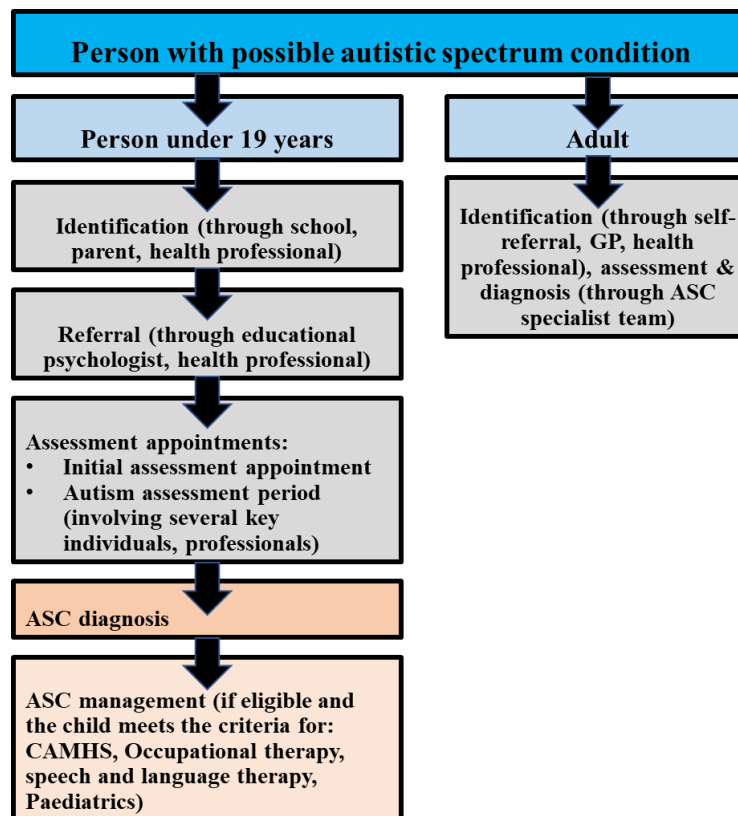 Person with possible autistic spectrum condition
Person under 19 years
Identification (through school,
parent, health professional)
Referral (through educational
psychologist, health professional)
Assessment appointments:
• Initial assessment appointment
• Autism assessment period
(involving several key
individuals, professionals)
ASC diagnosis
ASC management (if eligible and
the child meets the criteria for:
CAMHS, Occupational therapy,
speech and language therapy,
Paediatrics)
Adult
Identification (through self-
referral, GP, health
professional), assessment &
diagnosis (through ASC
specialist team)